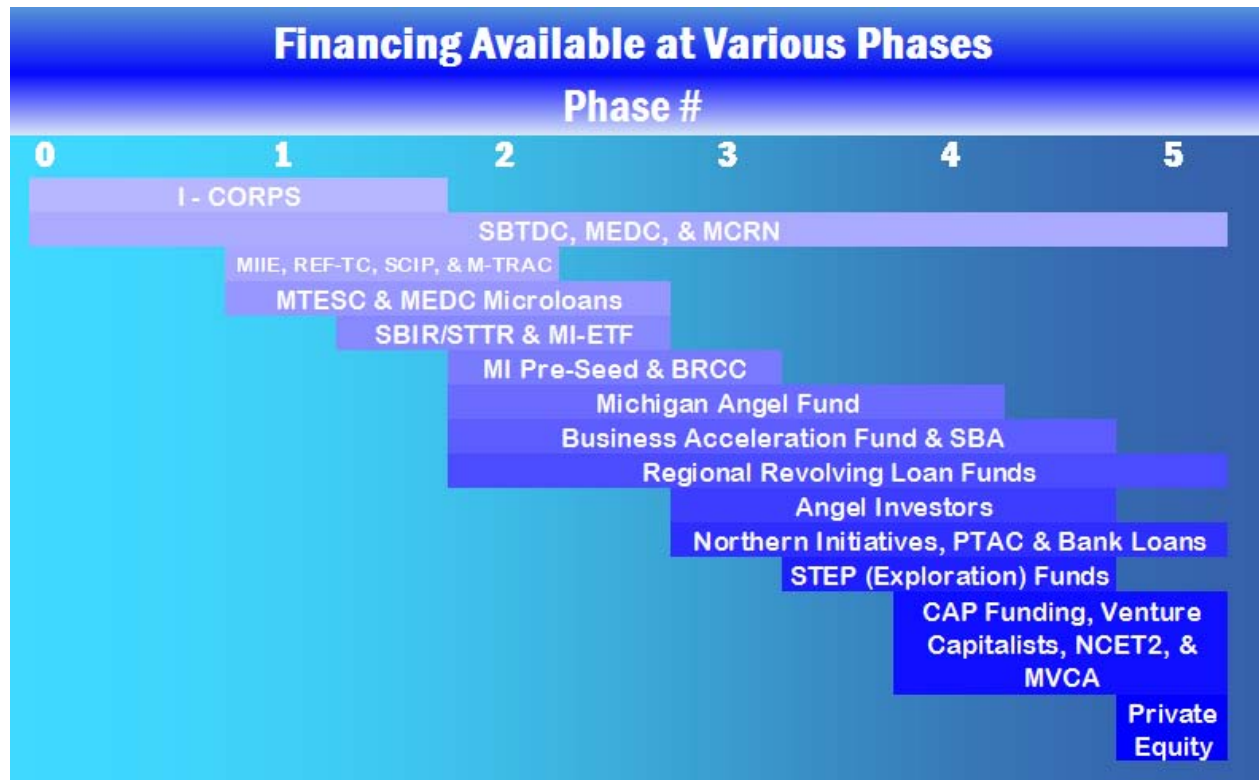 Financing Available at Various Phases
Phase #
0 1 2 3 4 5
I - CORPS
SBTDC, MEDC, & MCRN
MIIE, REF-TC, SCIP, & M-TRAC
MTESC & MEDC Microloans
SBIR/STTR & MI-ETF
MI Pre-Seed & BRCC
Michigan Angel Fund
Business Acceleration Fund & SBA
Regional Revolving Loan Funds
Angel Investors
Northern Initiatives, PTAC & Bank Loans
STEP (Exploration) Funds
CAP Funding, Venture
Capitalists, NCET2, &
MVCA
Private
Equity